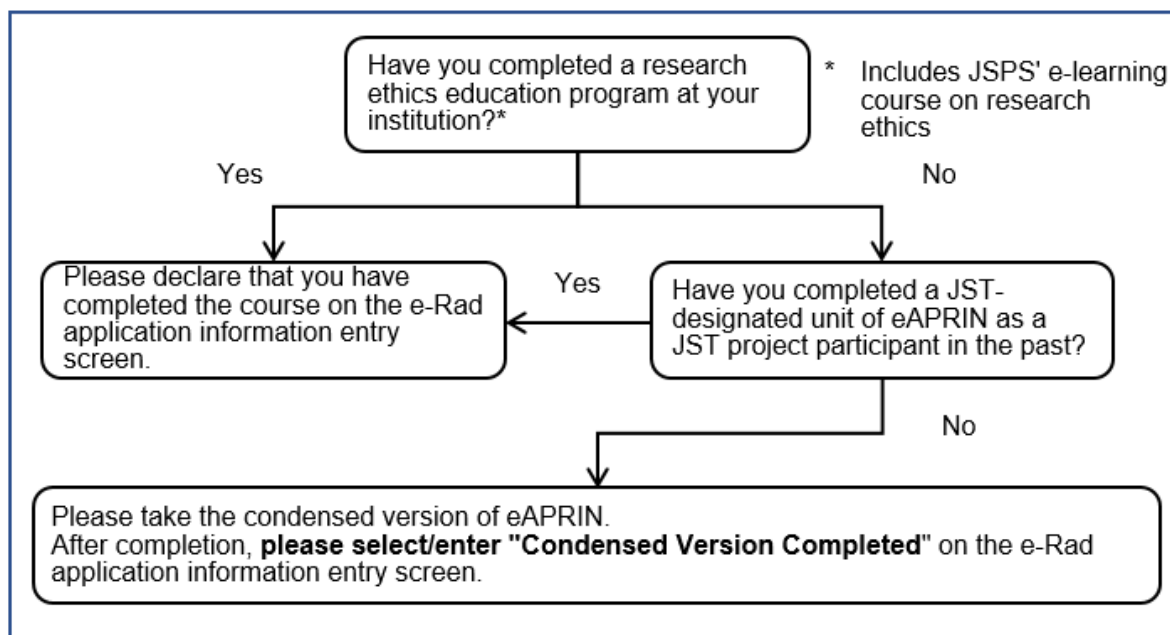 Have you completed a research
ethics education program at your
institution?*
* Includes JSPS' e-learning
course on research
ethics
Yes
No
Please declare that you have
completed the course on the e-Rad
application information entry
screen.
Yes
Have you completed a JST-
designated unit of eAPRIN as a
JST project participant in the past?
No
Please take the condensed version of eAPRIN.
After completion, please select/enter "Condensed Version Completed" on the e-Rad
application information entry screen.